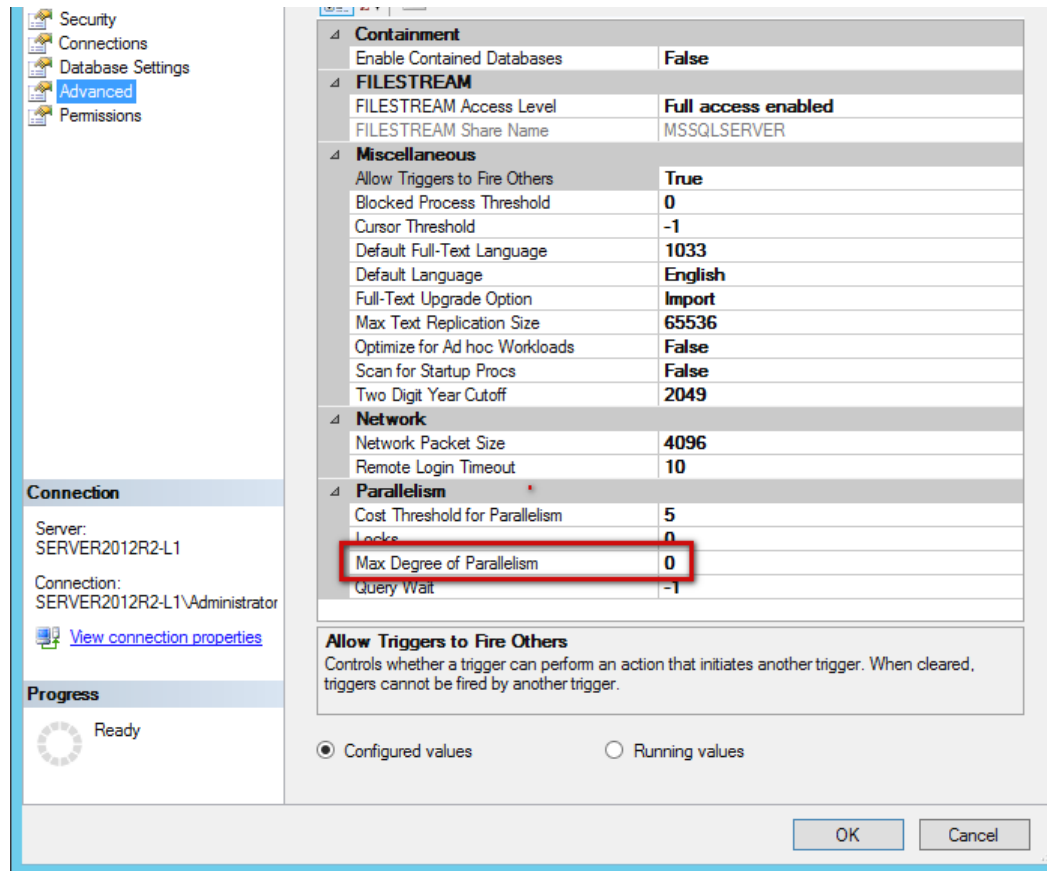 Security
Connections
Database Settings
Advanced
Permissions
Containment
Enable Contained Databases False
FILESTREAM
FILESTREAM Access Level Full access enabled
FILESTREAM Share Name MSSQLSERVER
Miscellaneous
Allow Triggers to Fire Others True
Blocked Process Threshold 0
Cursor Threshold -1
Default Full-Text Language 1033
Default Language English
Full-Text Upgrade Option Import
Max Text Replication Size 65536
Optimize for Ad hoc Workloads False
Scan for Startup Procs False
Two Digit Year Cutoff 2049
Network
Network Packet Size 4096
Remote Login Timeout 10
Parallelism
Cost Threshold for Parallelism 5
Locks 0
Max Degree of Parallelism 0
Query Wait -1
Connection
Server:
SERVER2012R2-L1
Connection:
SERVER2012R2-L1\Administrator
View connection properties
Progress
Ready
Allow Triggers to Fire Others
Controls whether a trigger can perform an action that initiates another trigger. When cleared,
triggers cannot be fired by another trigger.
Configured values Running values
OK Cancel